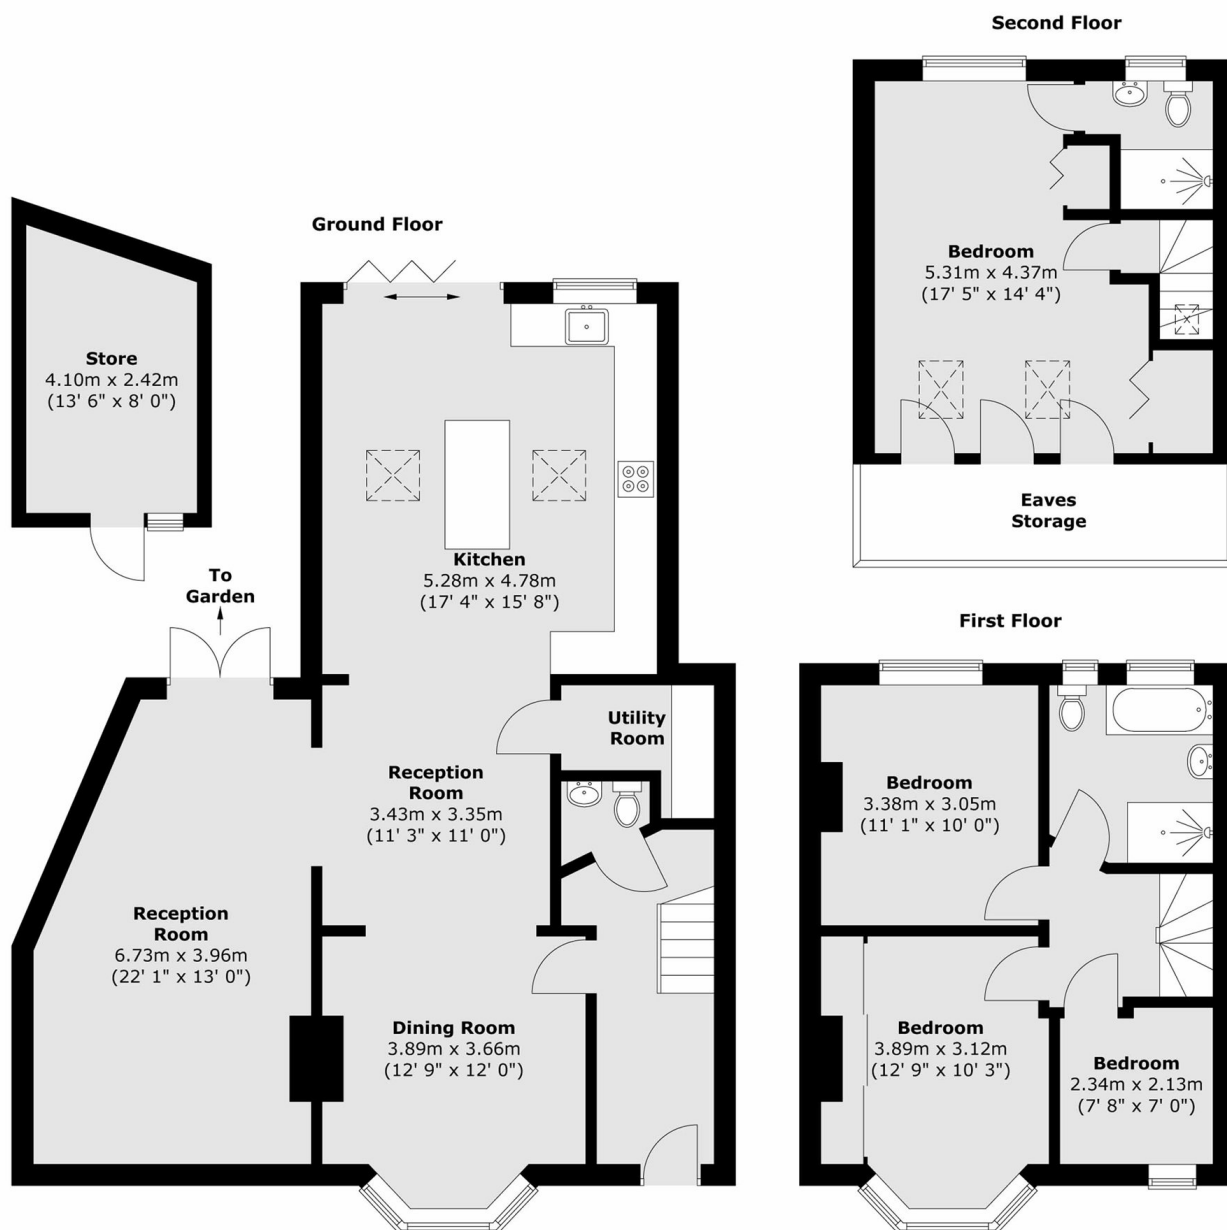 Second Floor
Bedroom
5.31m x 4.37m
(17' 5" x 14' 4")
Eaves
Storage
Ground Floor
Store
4.10m x 2.42m
(13' 6" x 8' 0")
To
Garden
Kitchen
5.28m x 4.78m
(17' 4" x 15' 8")
Utility
Room
Reception
Room
3.43m x 3.35m
(11' 3" x 11' 0")
Reception
Room
6.73m x 3.96m
(22' 1" x 13' 0")
Dining Room
3.89m x 3.66m
(12' 9" x 12' 0")
First Floor
Bedroom
3.38m x 3.05m
(11' 1" x 10' 0")
Bedroom
3.89m x 3.12m
(12' 9" x 10' 3")
Bedroom
2.34m x 2.13m
(7' 8" x 7' 0")